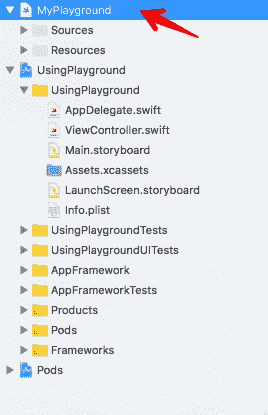 MyPlayground
Sources
Resources
UsingPlayground
UsingPlayground
AppDelegate.swift
ViewController.swift
Main.storyboard
Assets.xcassets
LaunchScreen.storyboard
Info.plist
UsingPlaygroundTests
UsingPlaygroundUITests
AppFramework
AppFrameworkTests
Products
Pods
Frameworks
Pods